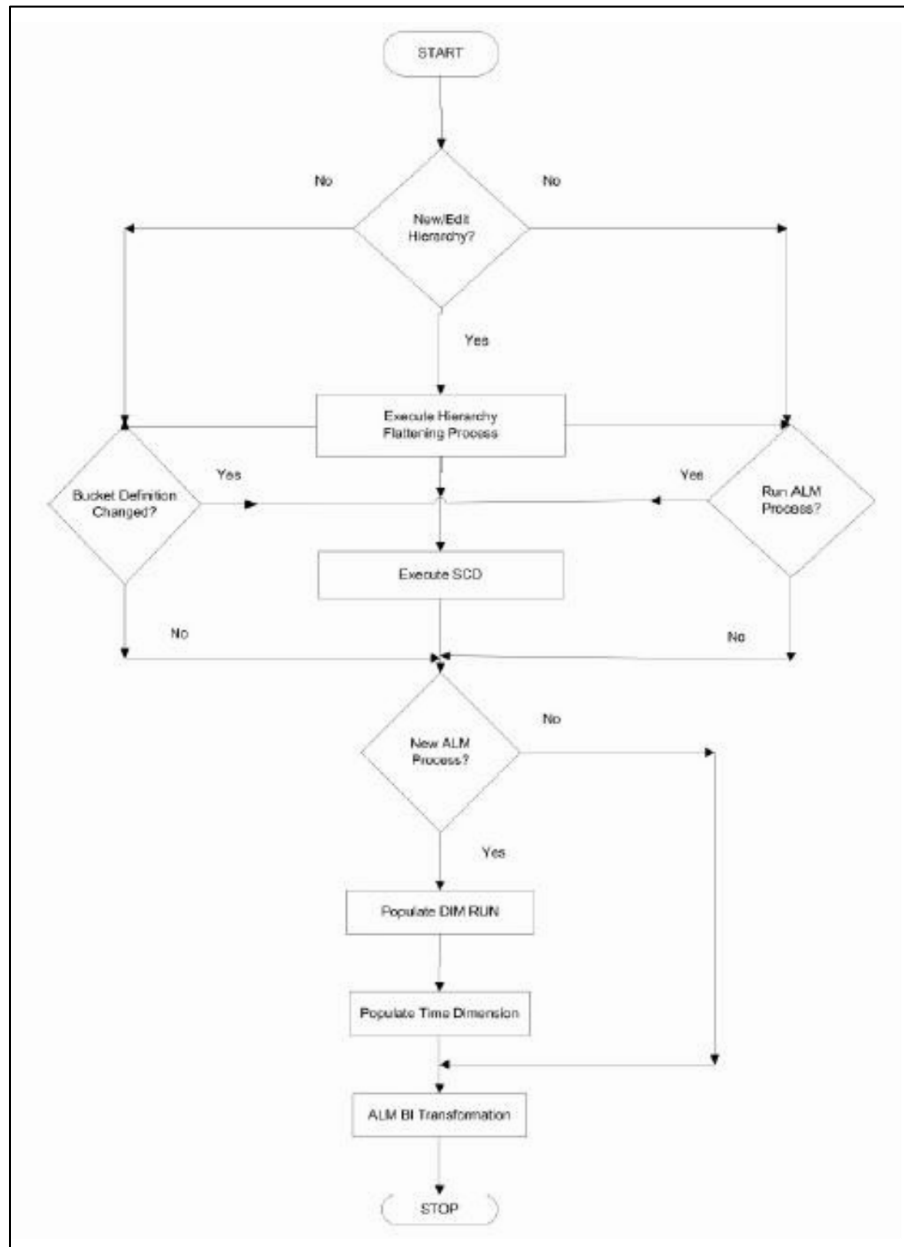 START
No
No
New/Edit
Hierarchy?
Yes
Execute Hierarchy
Flattening Process
Yes
Yes
Bucket Definition
Changed?
Run ALM
Process?
Execute SCD
No
No
No
New ALM
Process?
Yes
Populate DIM RUN
Populate Time Dimension
ALM BI Transformation
STOP